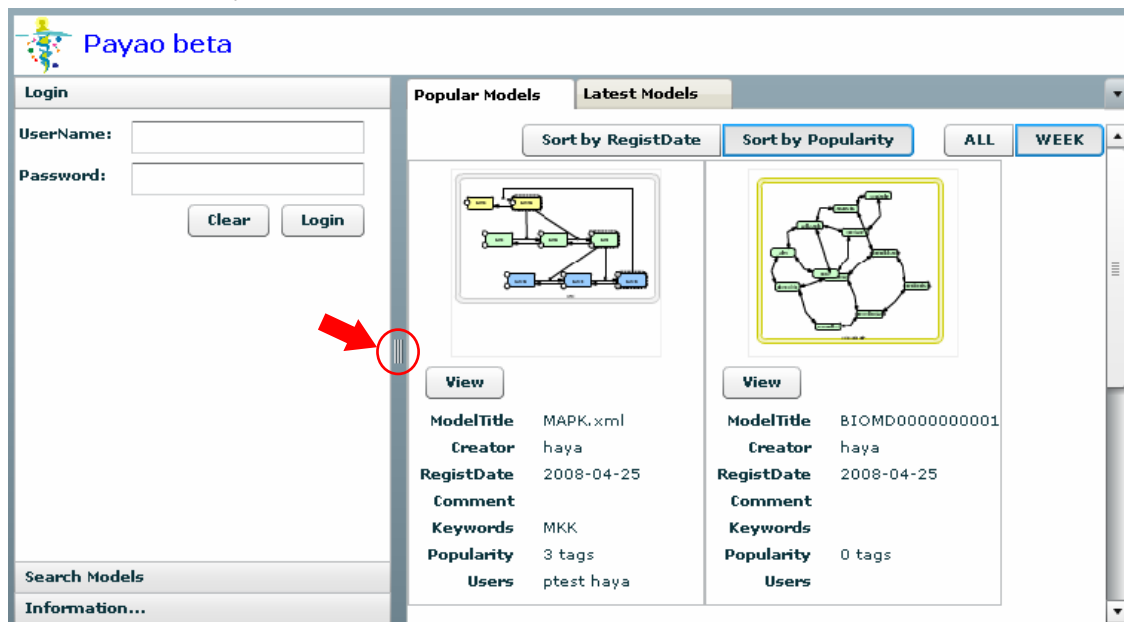 Payao beta
Login
UserName:
Password:
Clear Login
Search Models
Information...
Popular Models Latest Models
Sort by RegistDate Sort by Popularity ALL WEEK
View
ModelTitle MAPK.xml
Creator haya
RegistDate 2008-04-25
Comment
Keywords MKK
Popularity 3 tags
Users ptest haya
View
ModelTitle BIOMD0000000001
Creator haya
RegistDate 2008-04-25
Comment
Keywords
Popularity 0 tags
Users